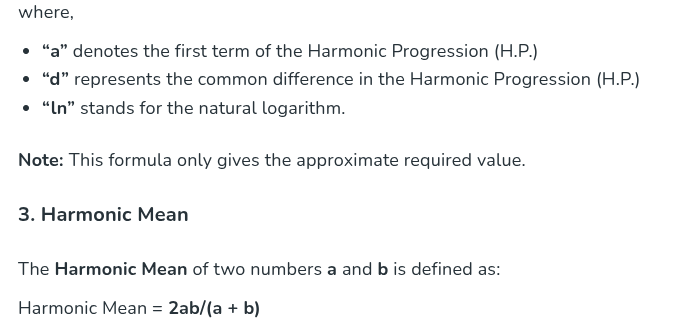 where,
• “a” denotes the first term of the Harmonic Progression (H.P.)
• “d” represents the common difference in the Harmonic Progression (H.P.)
• “ln” stands for the natural logarithm.
Note: This formula only gives the approximate required value.
3. Harmonic Mean
The Harmonic Mean of two numbers a and b is defined as:
Harmonic Mean = 2ab/(a + b)